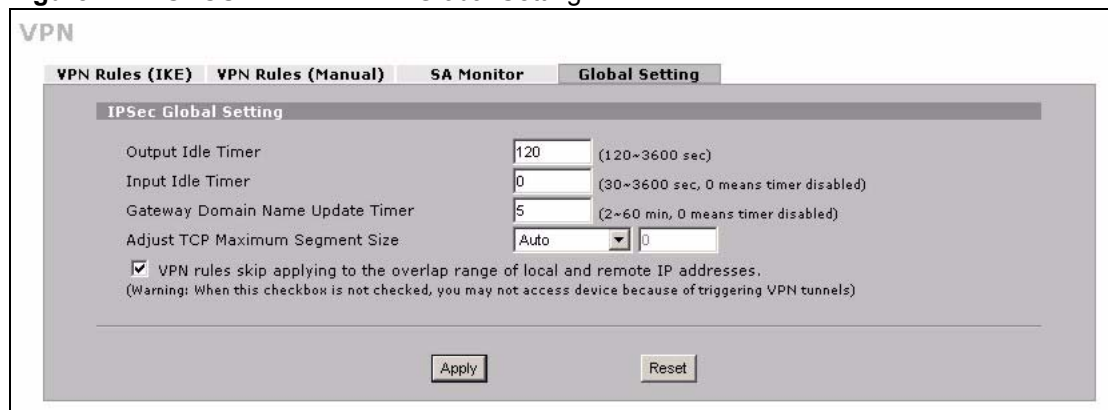 VPN
VPN Rules (IKE) VPN Rules (Manual) SA Monitor Global Setting
IPSec Global Setting
Output Idle Timer 120 (120~3600 sec)
Input Idle Timer 0 (30~3600 sec, 0 means timer disabled)
Gateway Domain Name Update Timer 5 (2~60 min, 0 means timer disabled)
Adjust TCP Maximum Segment Size Auto 0
VPN rules skip applying to the overlap range of local and remote IP addresses.
(Warning: When this checkbox is not checked, you may not access device because of triggering VPN tunnels)
Apply Reset